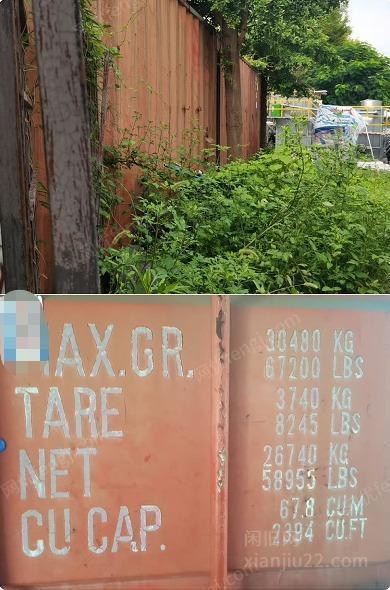 MAX.GR. 30480 KG
67200 LBS
TARE 3740 KG
8245 LBS
NET 26740 KG
58955 LBS
CU CAP. 67.8 CU.M
2394 CU.FT
xianjiu22.com